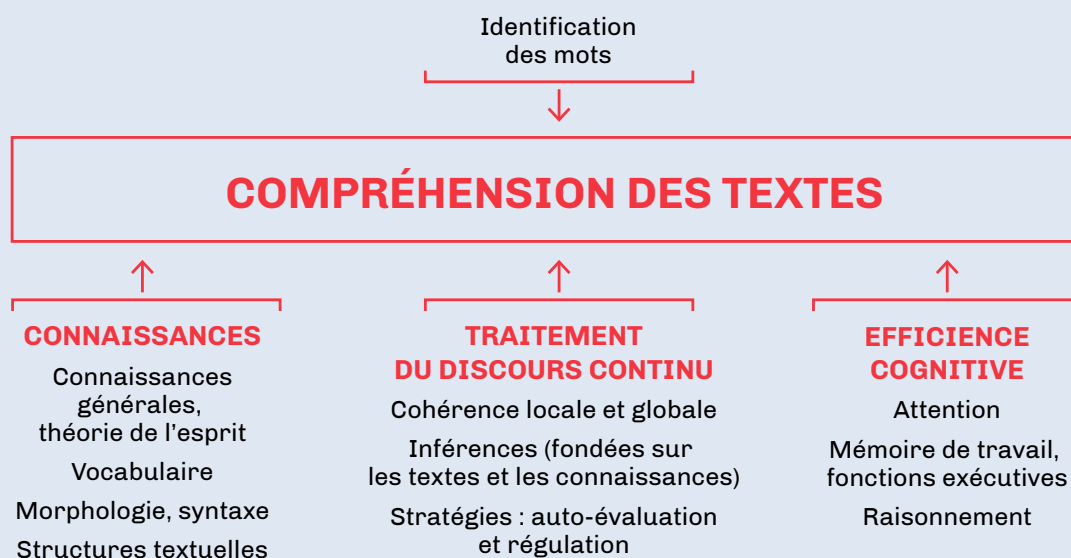 Identification
des mots
COMPRÉHENSION DES TEXTES
CONNAISSANCES
Connaissances
générales,
théorie de l'esprit
Vocabulaire
Morphologie, syntaxe
Structures textuelles
TRAITEMENT
DU DISCOURS CONTINU
Cohérence locale et globale
Inférences (fondées sur
les textes et les connaissances)
Stratégies : auto-évaluation
et régulation
EFFICIENCE
COGNITIVE
Attention
Mémoire de travail,
fonctions exécutives
Raisonnement